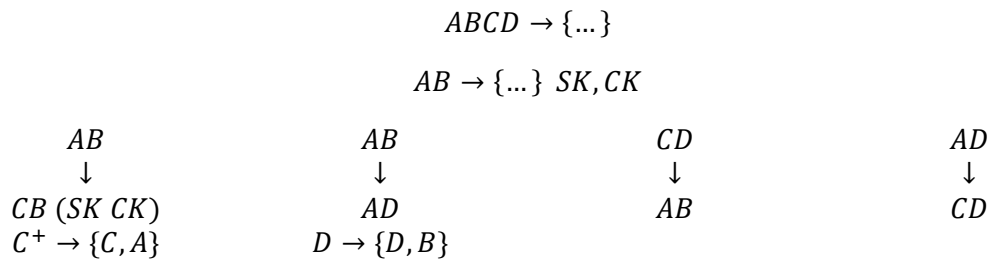 ABCD → {…}
AB → {…} SK, CK
AB AB CD AD
↓ ↓ ↓ ↓
CB (SK CK) AD AB CD
C⁺ → {C, A} D → {D, B}